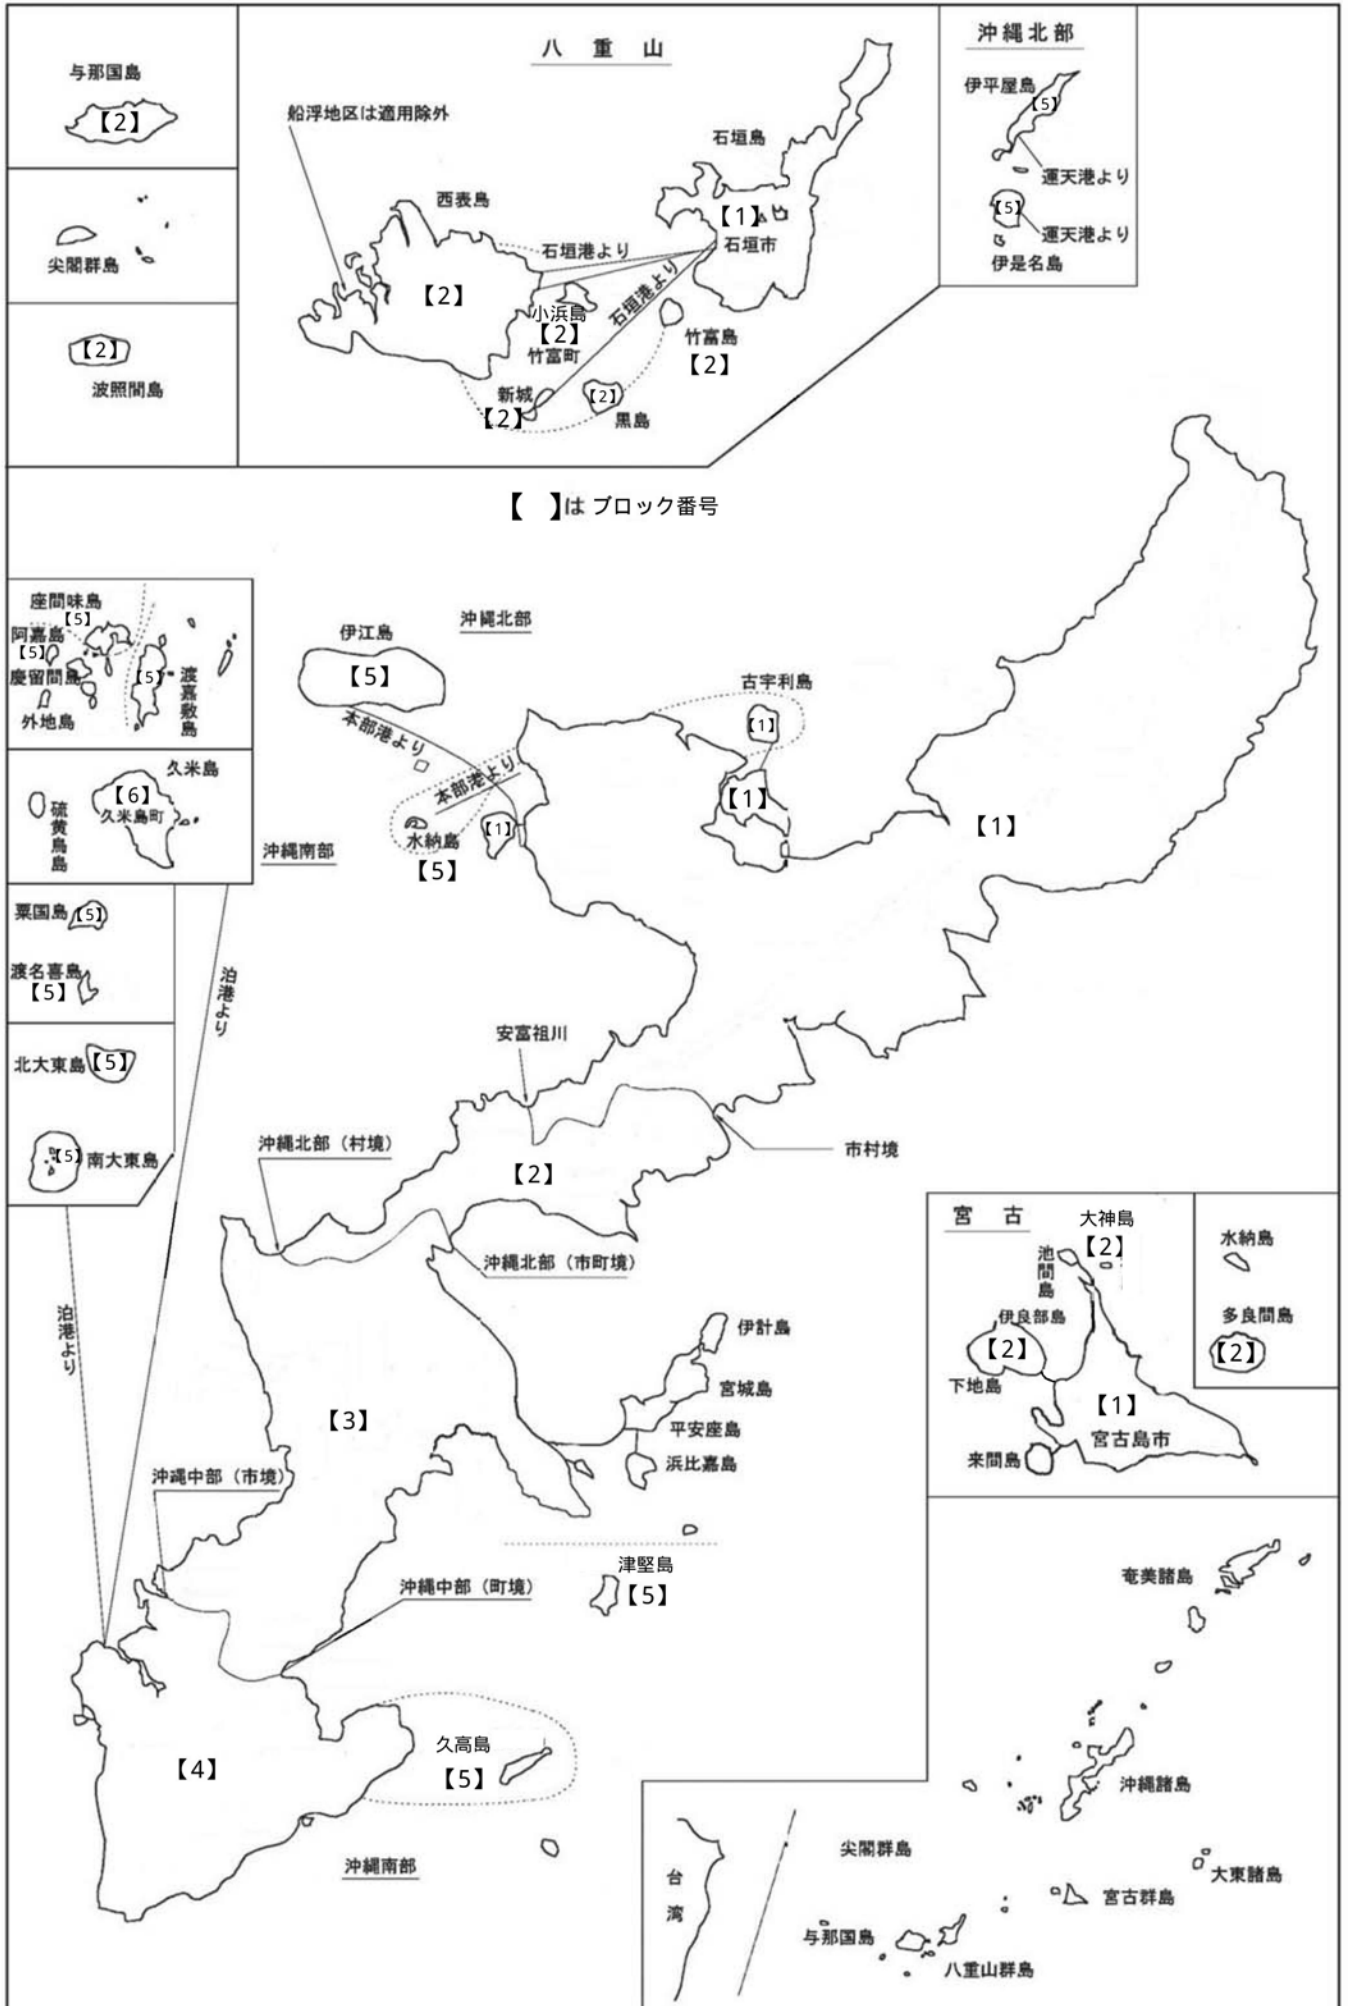 与那国島
【2】
尖閣群島
【2】
波照間島
八重山
船浮地区は適用除外
西表島
石垣島
【1】
石垣市
石垣港より
石垣港より
【2】
小浜島
【2】
竹富町
竹富島
【2】
新城
【2】
【2】
黒島
沖縄北部
伊平屋島
【5】
運天港より
【5】
運天港より
伊是名島
【 】は ブロック番号
座間味島
【5】
阿嘉島
【5】
慶留間島
外地島
【5】
渡嘉敷島
久米島
【6】
久米島町
硫黄鳥島
沖縄南部
粟国島
【5】
渡名喜島
【5】
北大東島
【5】
【5】
南大東島
泊港より
泊港より
沖縄北部
伊江島
【5】
本部港より
本部港より
水納島
【5】
【1】
古宇利島
【1】
【1】
【1】
安富祖川
市村境
沖縄北部（村境）
【2】
沖縄北部（市町境）
伊計島
宮城島
平安座島
浜比嘉島
【3】
沖縄中部（市境）
津堅島
【5】
沖縄中部（町境）
【4】
久高島
【5】
沖縄南部
宮古
大神島
【2】
池間島
伊良部島
【2】
下地島
【1】
宮古島市
来間島
水納島
多良間島
【2】
奄美諸島
沖縄諸島
大東諸島
宮古群島
尖閣群島
台湾
与那国島
八重山群島